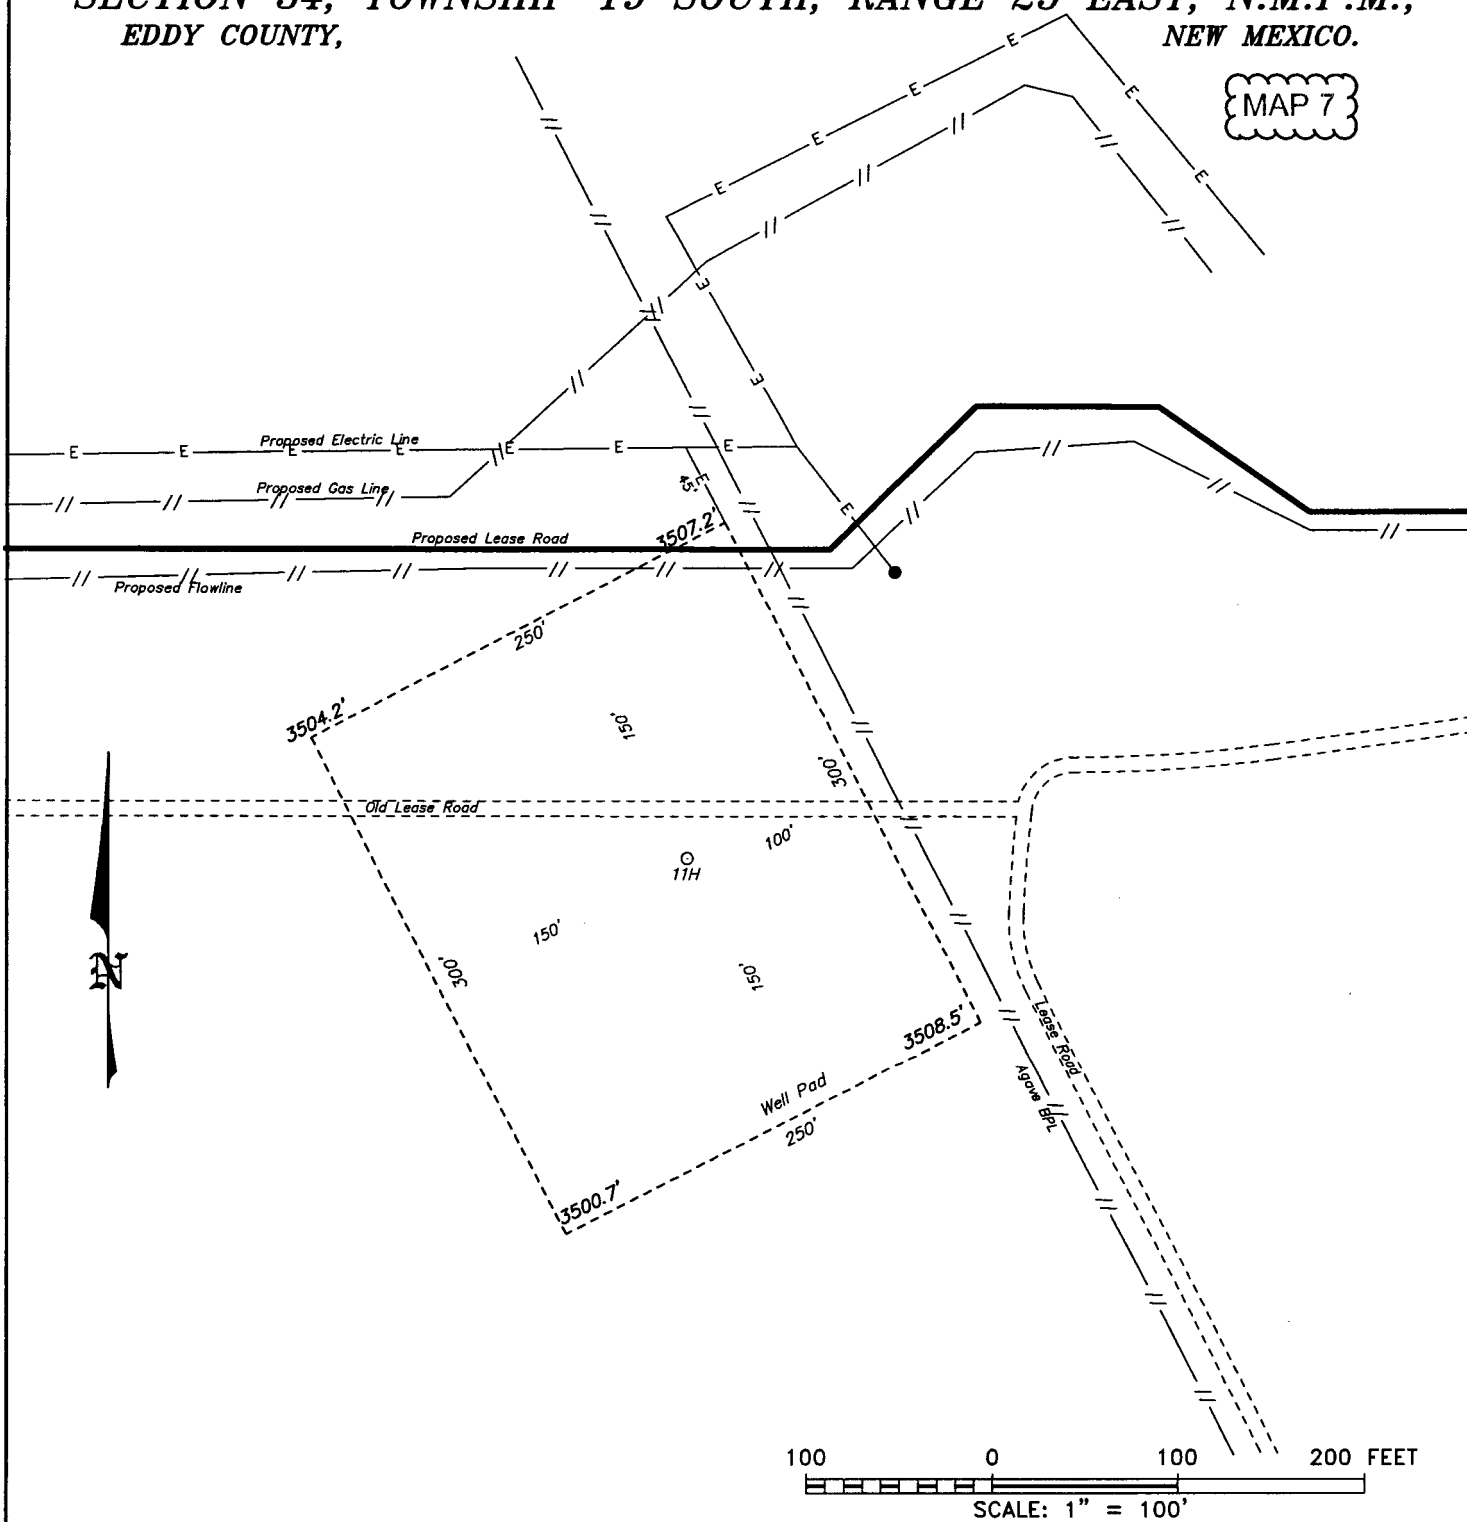 SECTION 34, TOWNSHIP 19 SOUTH, RANGE 25 EAST, N.M.P.M.,
EDDY COUNTY, NEW MEXICO.
MAP 7
E E E E E E
E E
E E E E E E E
Proposed Electric Line
E
45'
Proposed Gas Line
E
3507.2'
Proposed Lease Road
Proposed Flowline
250'
3504.2'
150'
300'
Old Lease Road
100'
11H
150'
300'
150'
N
3508.5'
Lease Road
Agave BPL
Well Pad
250'
3500.7'
100 0 100 200 FEET
SCALE: 1" = 100'